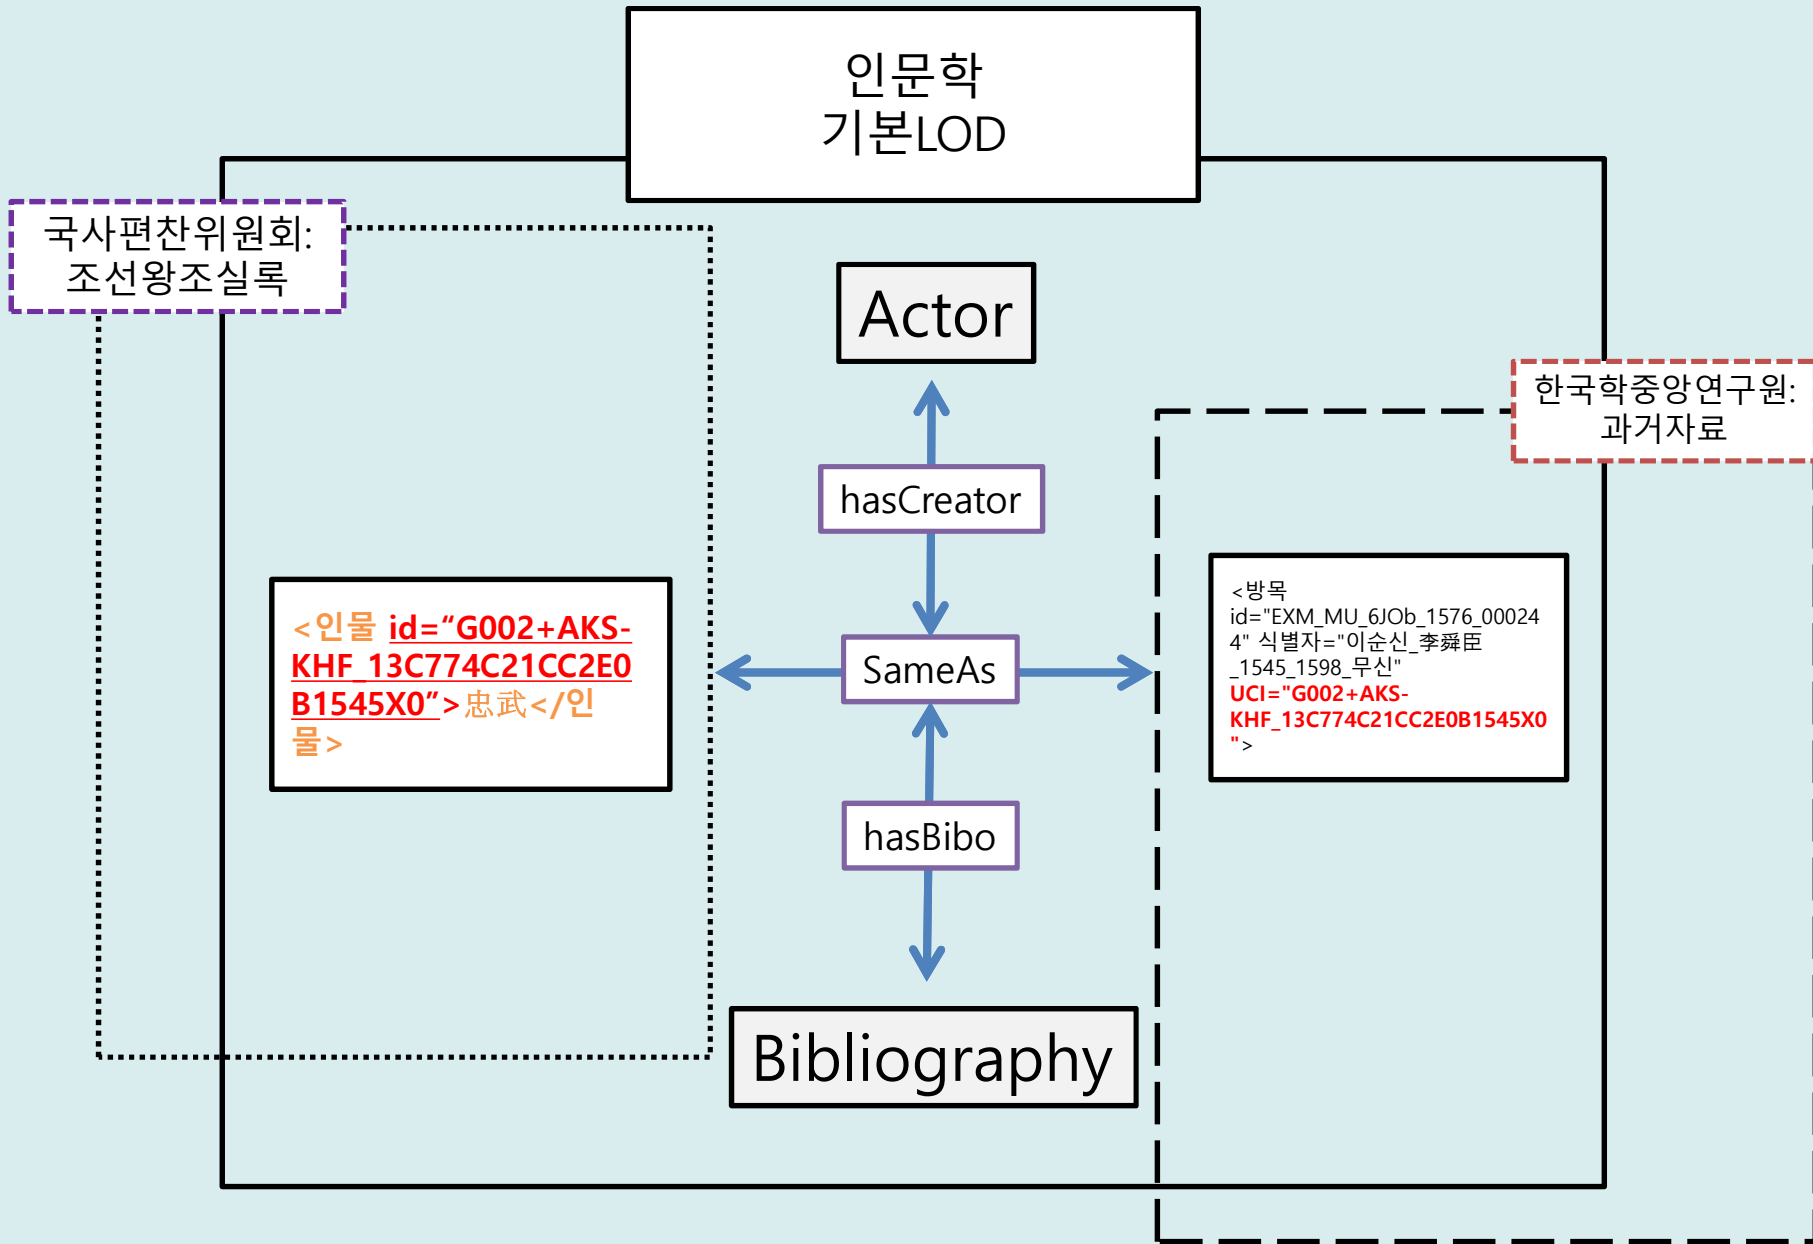 인문학
기본LOD
국사편찬위원회:
조선왕조실록
Actor
한국학중앙연구원:
과거자료
hasCreator
<인물 id=“G002+AKS-
KHF_13C774C21CC2E0
B1545X0”>忠武</인
물>
SameAs
<방목
id="EXM_MU_6JOb_1576_00024
4" 식별자="이순신_李舜臣
_1545_1598_무신"
UCI="G002+AKS-
KHF_13C774C21CC2E0B1545X0
">
hasBibo
Bibliography